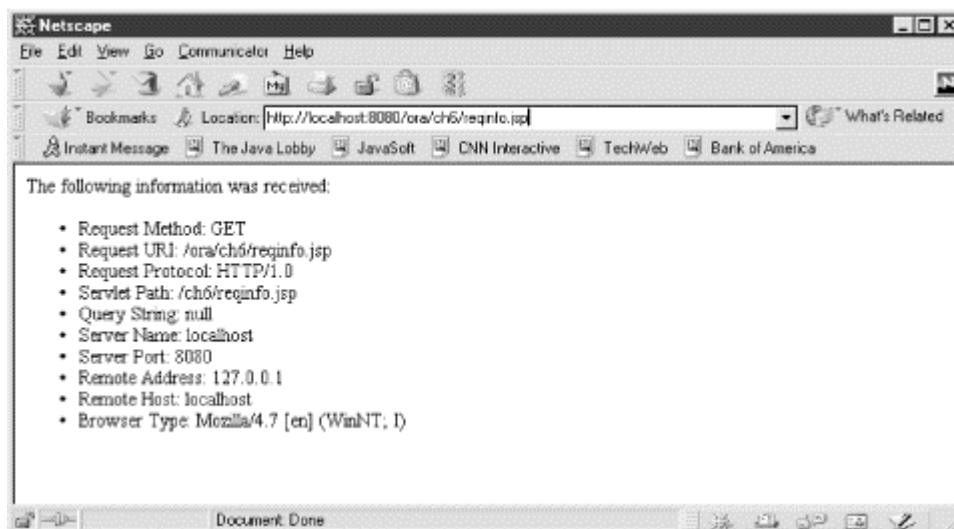 Netscape
File Edit View Go Communicator Help
My
N
Bookmarks Location: http://localhost:8080/ora/ch6/reqinfo.jsp What's Related
Instant Message The Java Lobby JavaSoft CNN Interactive TechWeb Bank of America
The following information was received:
• Request Method: GET
• Request URI: /ora/ch6/reqinfo.jsp
• Request Protocol: HTTP/1.0
• Servlet Path: /ch6/reqinfo.jsp
• Query String: null
• Server Name: localhost
• Server Port: 8080
• Remote Address: 127.0.0.1
• Remote Host: localhost
• Browser Type: Mozilla/4.7 [en] (WinNT; I)
Document: Done